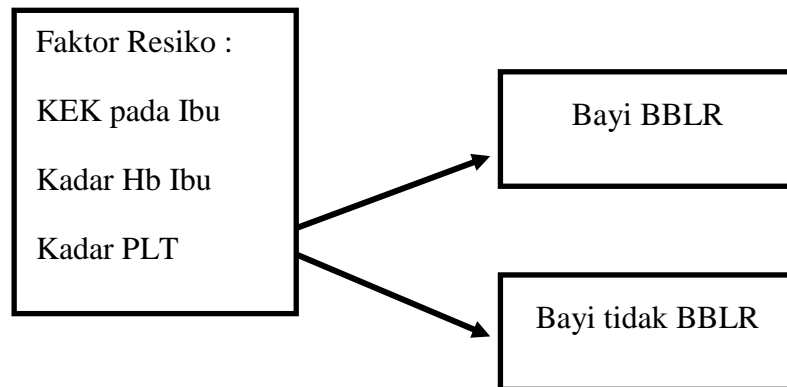 Faktor Resiko :
KEK pada Ibu
Kadar Hb Ibu
Kadar PLT
Bayi BBLR
Bayi tidak BBLR